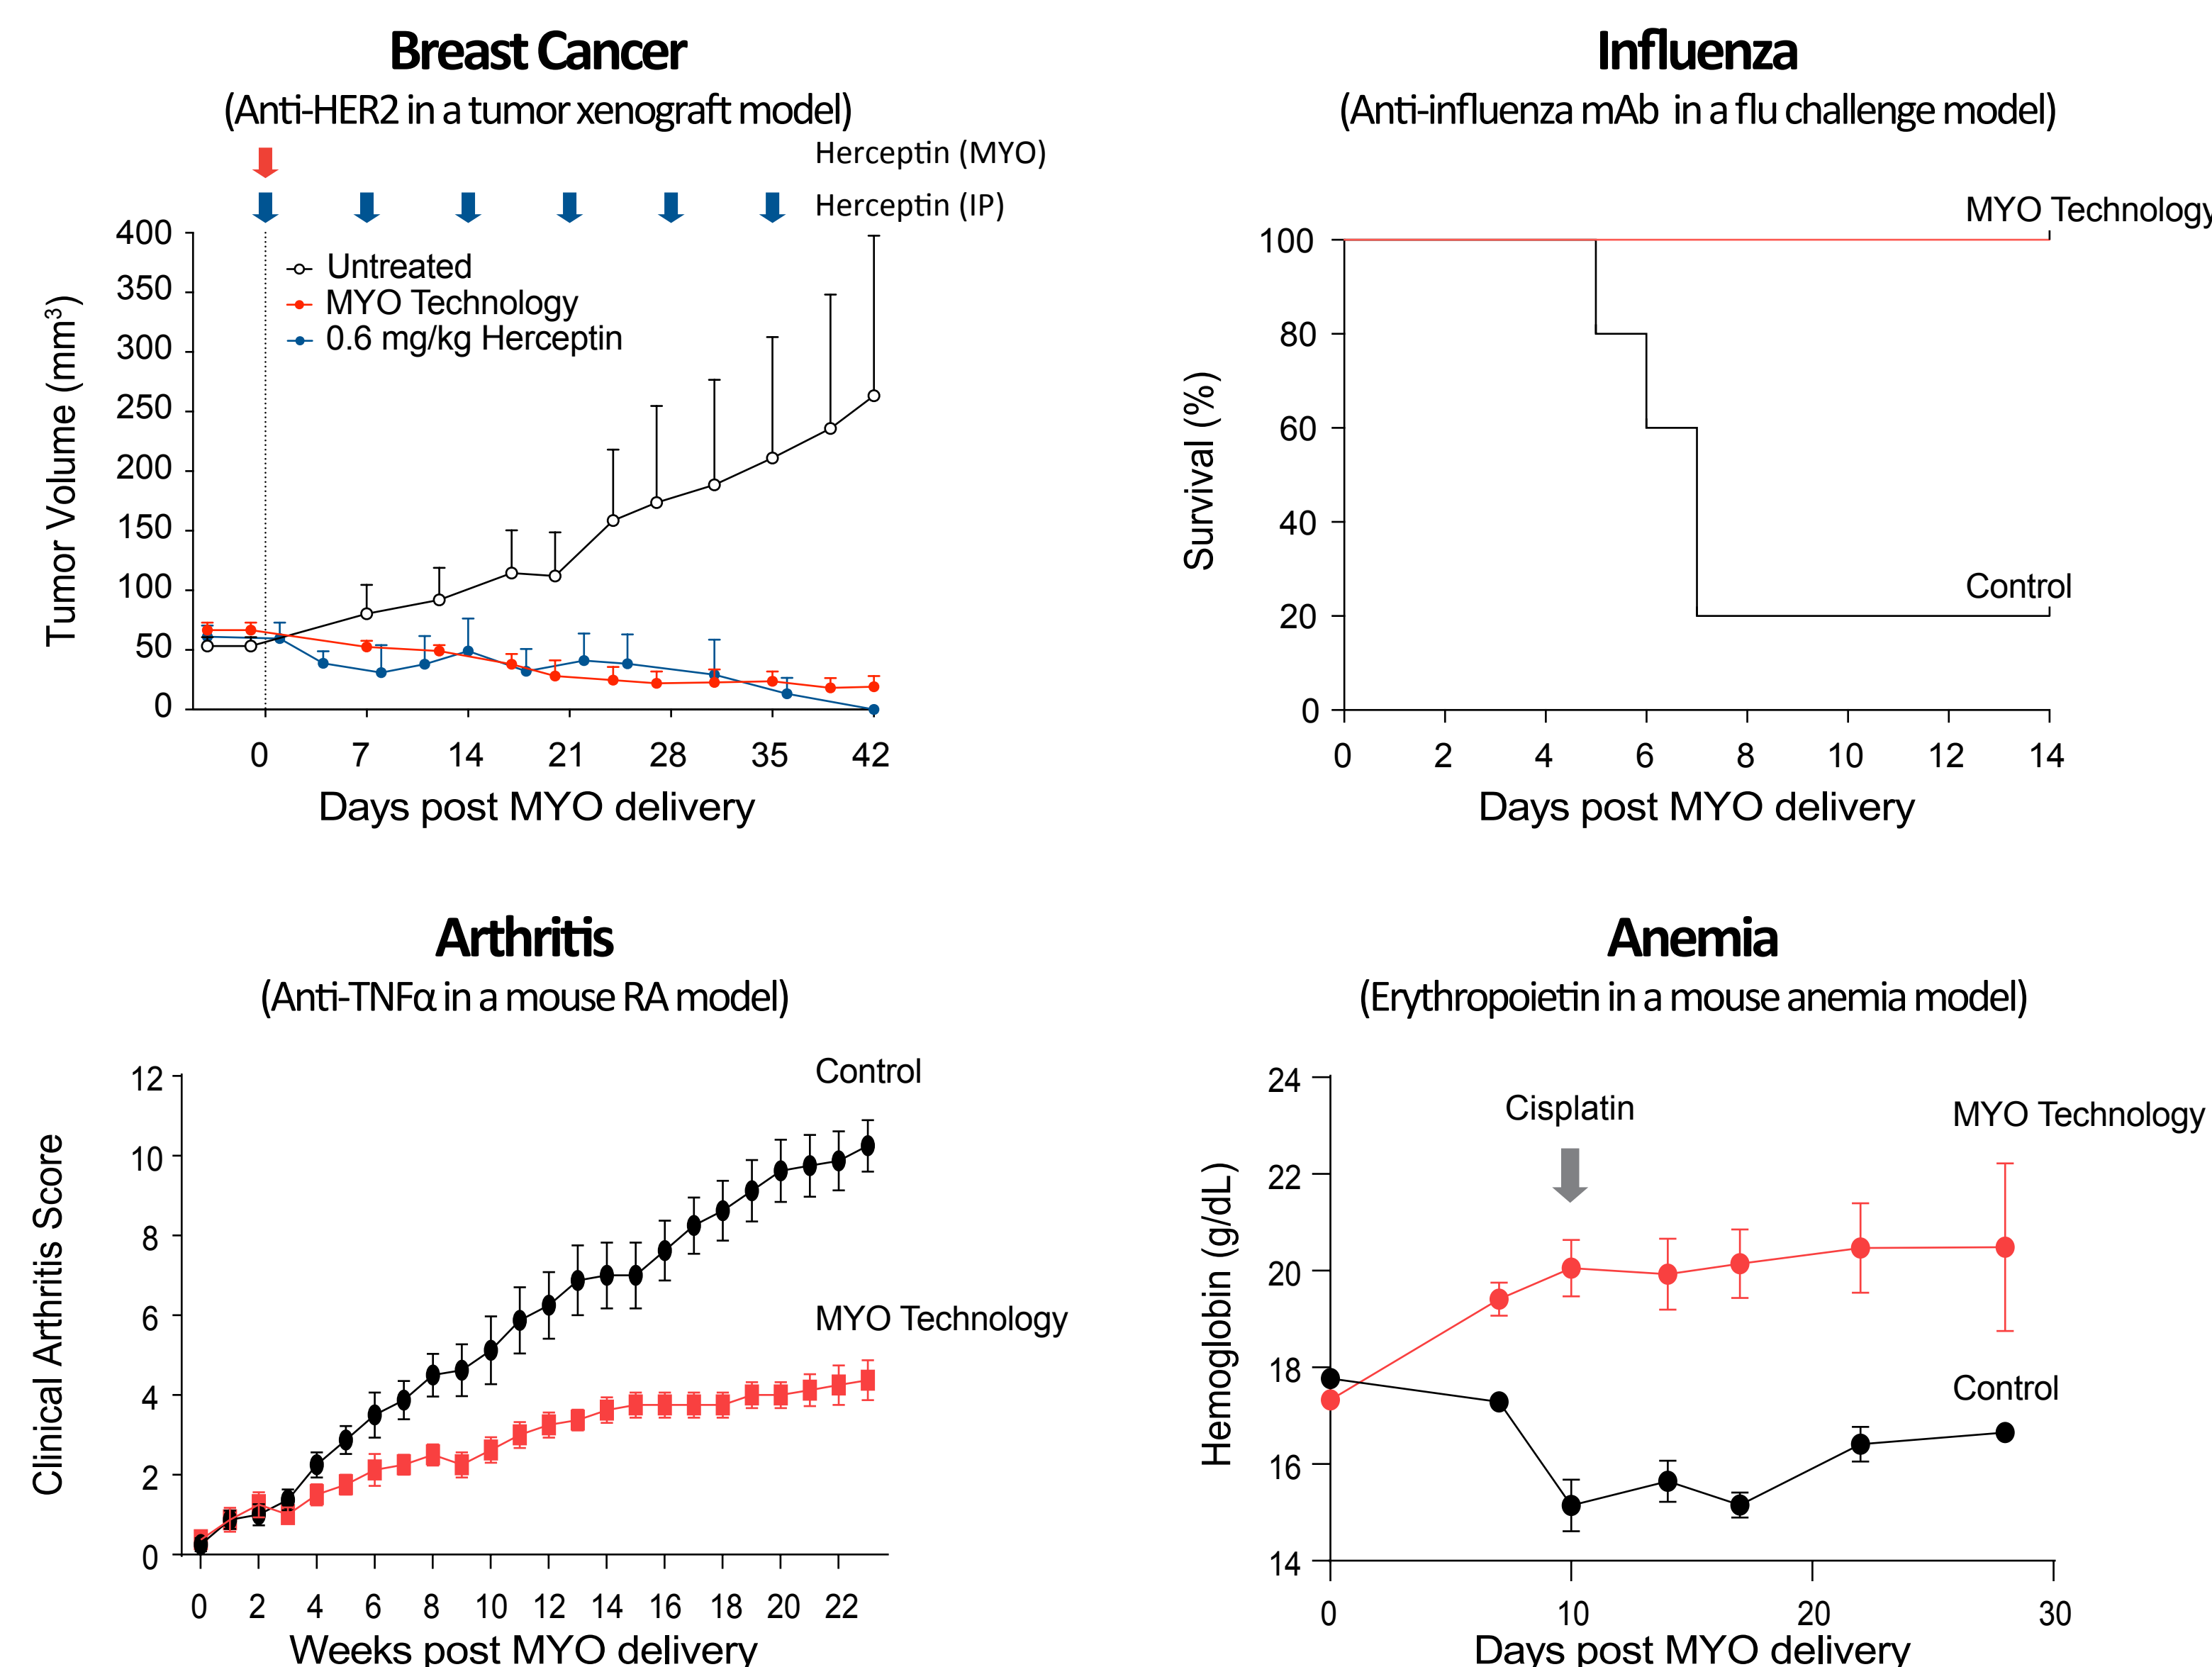 Breast Cancer
(Anti-HER2 in a tumor xenograft model)
Herceptin (MYO)
Herceptin (IP)
400
350
300
250
200
150
100
50
0
Tumor Volume (mm³)
Untreated
MYO Technology
0.6 mg/kg Herceptin
0 7 14 21 28 35 42
Days post MYO delivery
Influenza
(Anti-influenza mAb in a flu challenge model)
MYO Technology
100
80
60
40
20
0
Survival (%)
Control
0 2 4 6 8 10 12 14
Days post MYO delivery
Arthritis
(Anti-TNFα in a mouse RA model)
Control
12
10
8
6
4
2
0
Clinical Arthritis Score
MYO Technology
0 2 4 6 8 10 12 14 16 18 20 22
Weeks post MYO delivery
Anemia
(Erythropoietin in a mouse anemia model)
24
22
20
18
16
14
Hemoglobin (g/dL)
Cisplatin
MYO Technology
Control
0 10 20 30
Days post MYO delivery